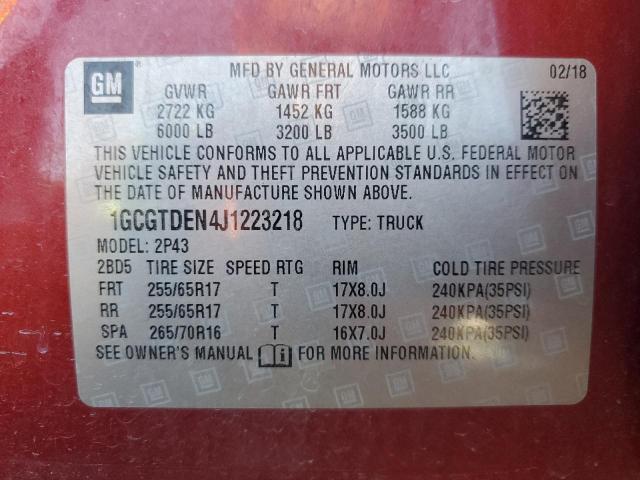 GM
MFD BY GENERAL MOTORS LLC 02/18
GVWR GAWR FRT GAWR RR
2722 KG 1452 KG 1588 KG
6000 LB 3200 LB 3500 LB
THIS VEHICLE CONFORMS TO ALL APPLICABLE U.S. FEDERAL MOTOR
VEHICLE SAFETY AND THEFT PREVENTION STANDARDS IN EFFECT ON
THE DATE OF MANUFACTURE SHOWN ABOVE.
1GCGTDEN4J1223218 TYPE: TRUCK
MODEL: 2P43
2BD5 TIRE SIZE SPEED RTG RIM COLD TIRE PRESSURE
FRT 255/65R17 T 17X8.0J 240KPA(35PSI)
RR 255/65R17 T 17X8.0J 240KPA(35PSI)
SPA 265/70R16 T 16X7.0J 240KPA(35PSI)
SEE OWNER'S MANUAL FOR MORE INFORMATION.